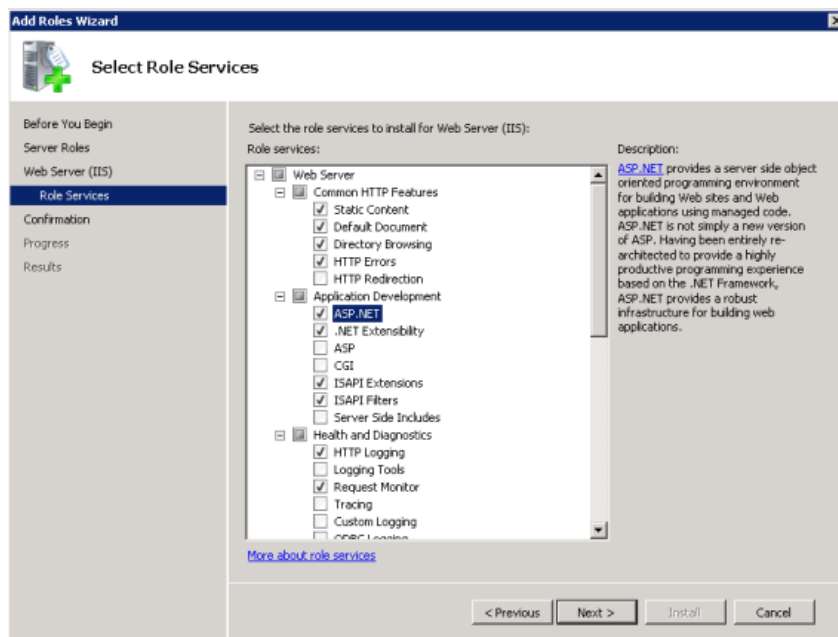 Add Roles Wizard
Select Role Services
Before You Begin
Server Roles
Web Server (IIS)
Role Services
Confirmation
Progress
Results
Select the role services to install for Web Server (IIS):
Role services:
Web Server
Common HTTP Features
Static Content
Default Document
Directory Browsing
HTTP Errors
HTTP Redirection
Application Development
ASP.NET
.NET Extensibility
ASP
CGI
ISAPI Extensions
ISAPI Filters
Server Side Includes
Health and Diagnostics
HTTP Logging
Logging Tools
Request Monitor
Tracing
Custom Logging
ODBC Logging
More about role services
Description:
ASP.NET provides a server side object
oriented programming environment
for building Web sites and Web
applications using managed code.
ASP.NET is not simply a new version
of ASP. Having been entirely re-
architected to provide a highly
productive programming experience
based on the .NET Framework,
ASP.NET provides a robust
infrastructure for building web
applications.
< Previous
Next >
Install
Cancel